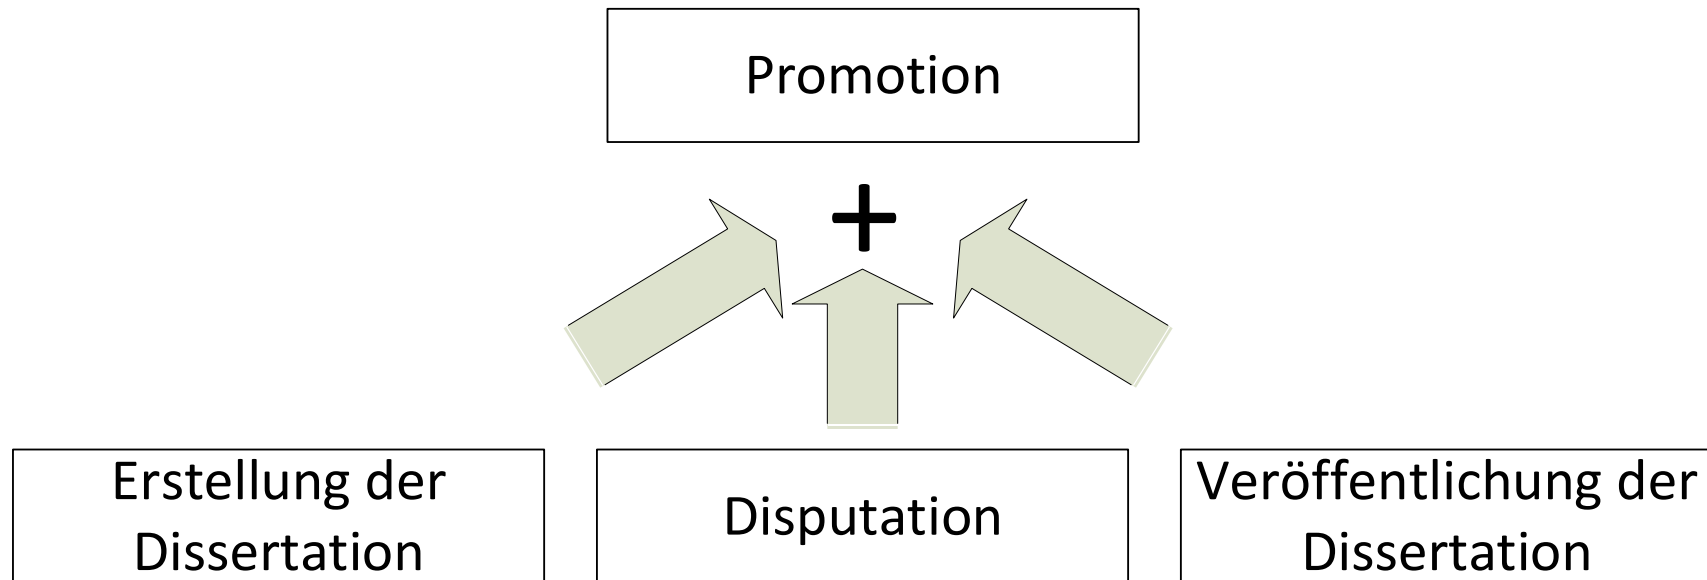 Promotion
+
Erstellung der
Dissertation
Disputation
Veröffentlichung der
Dissertation